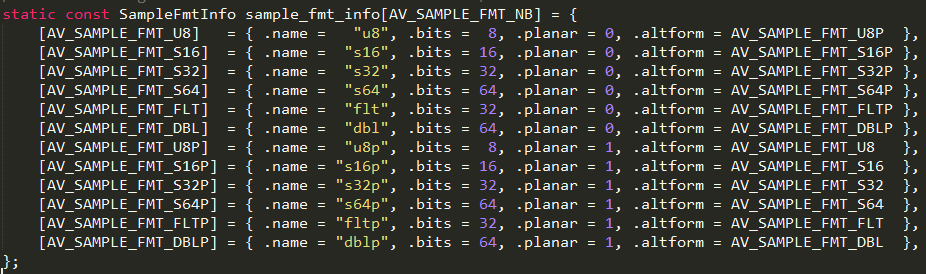 static const SampleFmtInfo sample_fmt_info[AV_SAMPLE_FMT_NB] = {
    [AV_SAMPLE_FMT_U8]   = { .name =   "u8", .bits =  8, .planar = 0, .altform = AV_SAMPLE_FMT_U8P  },
    [AV_SAMPLE_FMT_S16]  = { .name =  "s16", .bits = 16, .planar = 0, .altform = AV_SAMPLE_FMT_S16P },
    [AV_SAMPLE_FMT_S32]  = { .name =  "s32", .bits = 32, .planar = 0, .altform = AV_SAMPLE_FMT_S32P },
    [AV_SAMPLE_FMT_S64]  = { .name =  "s64", .bits = 64, .planar = 0, .altform = AV_SAMPLE_FMT_S64P },
    [AV_SAMPLE_FMT_FLT]  = { .name =  "flt", .bits = 32, .planar = 0, .altform = AV_SAMPLE_FMT_FLTP },
    [AV_SAMPLE_FMT_DBL]  = { .name =  "dbl", .bits = 64, .planar = 0, .altform = AV_SAMPLE_FMT_DBLP },
    [AV_SAMPLE_FMT_U8P]  = { .name =  "u8p", .bits =  8, .planar = 1, .altform = AV_SAMPLE_FMT_U8   },
    [AV_SAMPLE_FMT_S16P] = { .name = "s16p", .bits = 16, .planar = 1, .altform = AV_SAMPLE_FMT_S16  },
    [AV_SAMPLE_FMT_S32P] = { .name = "s32p", .bits = 32, .planar = 1, .altform = AV_SAMPLE_FMT_S32  },
    [AV_SAMPLE_FMT_S64P] = { .name = "s64p", .bits = 64, .planar = 1, .altform = AV_SAMPLE_FMT_S64  },
    [AV_SAMPLE_FMT_FLTP] = { .name = "fltp", .bits = 32, .planar = 1, .altform = AV_SAMPLE_FMT_FLT  },
    [AV_SAMPLE_FMT_DBLP] = { .name = "dblp", .bits = 64, .planar = 1, .altform = AV_SAMPLE_FMT_DBL  },
};